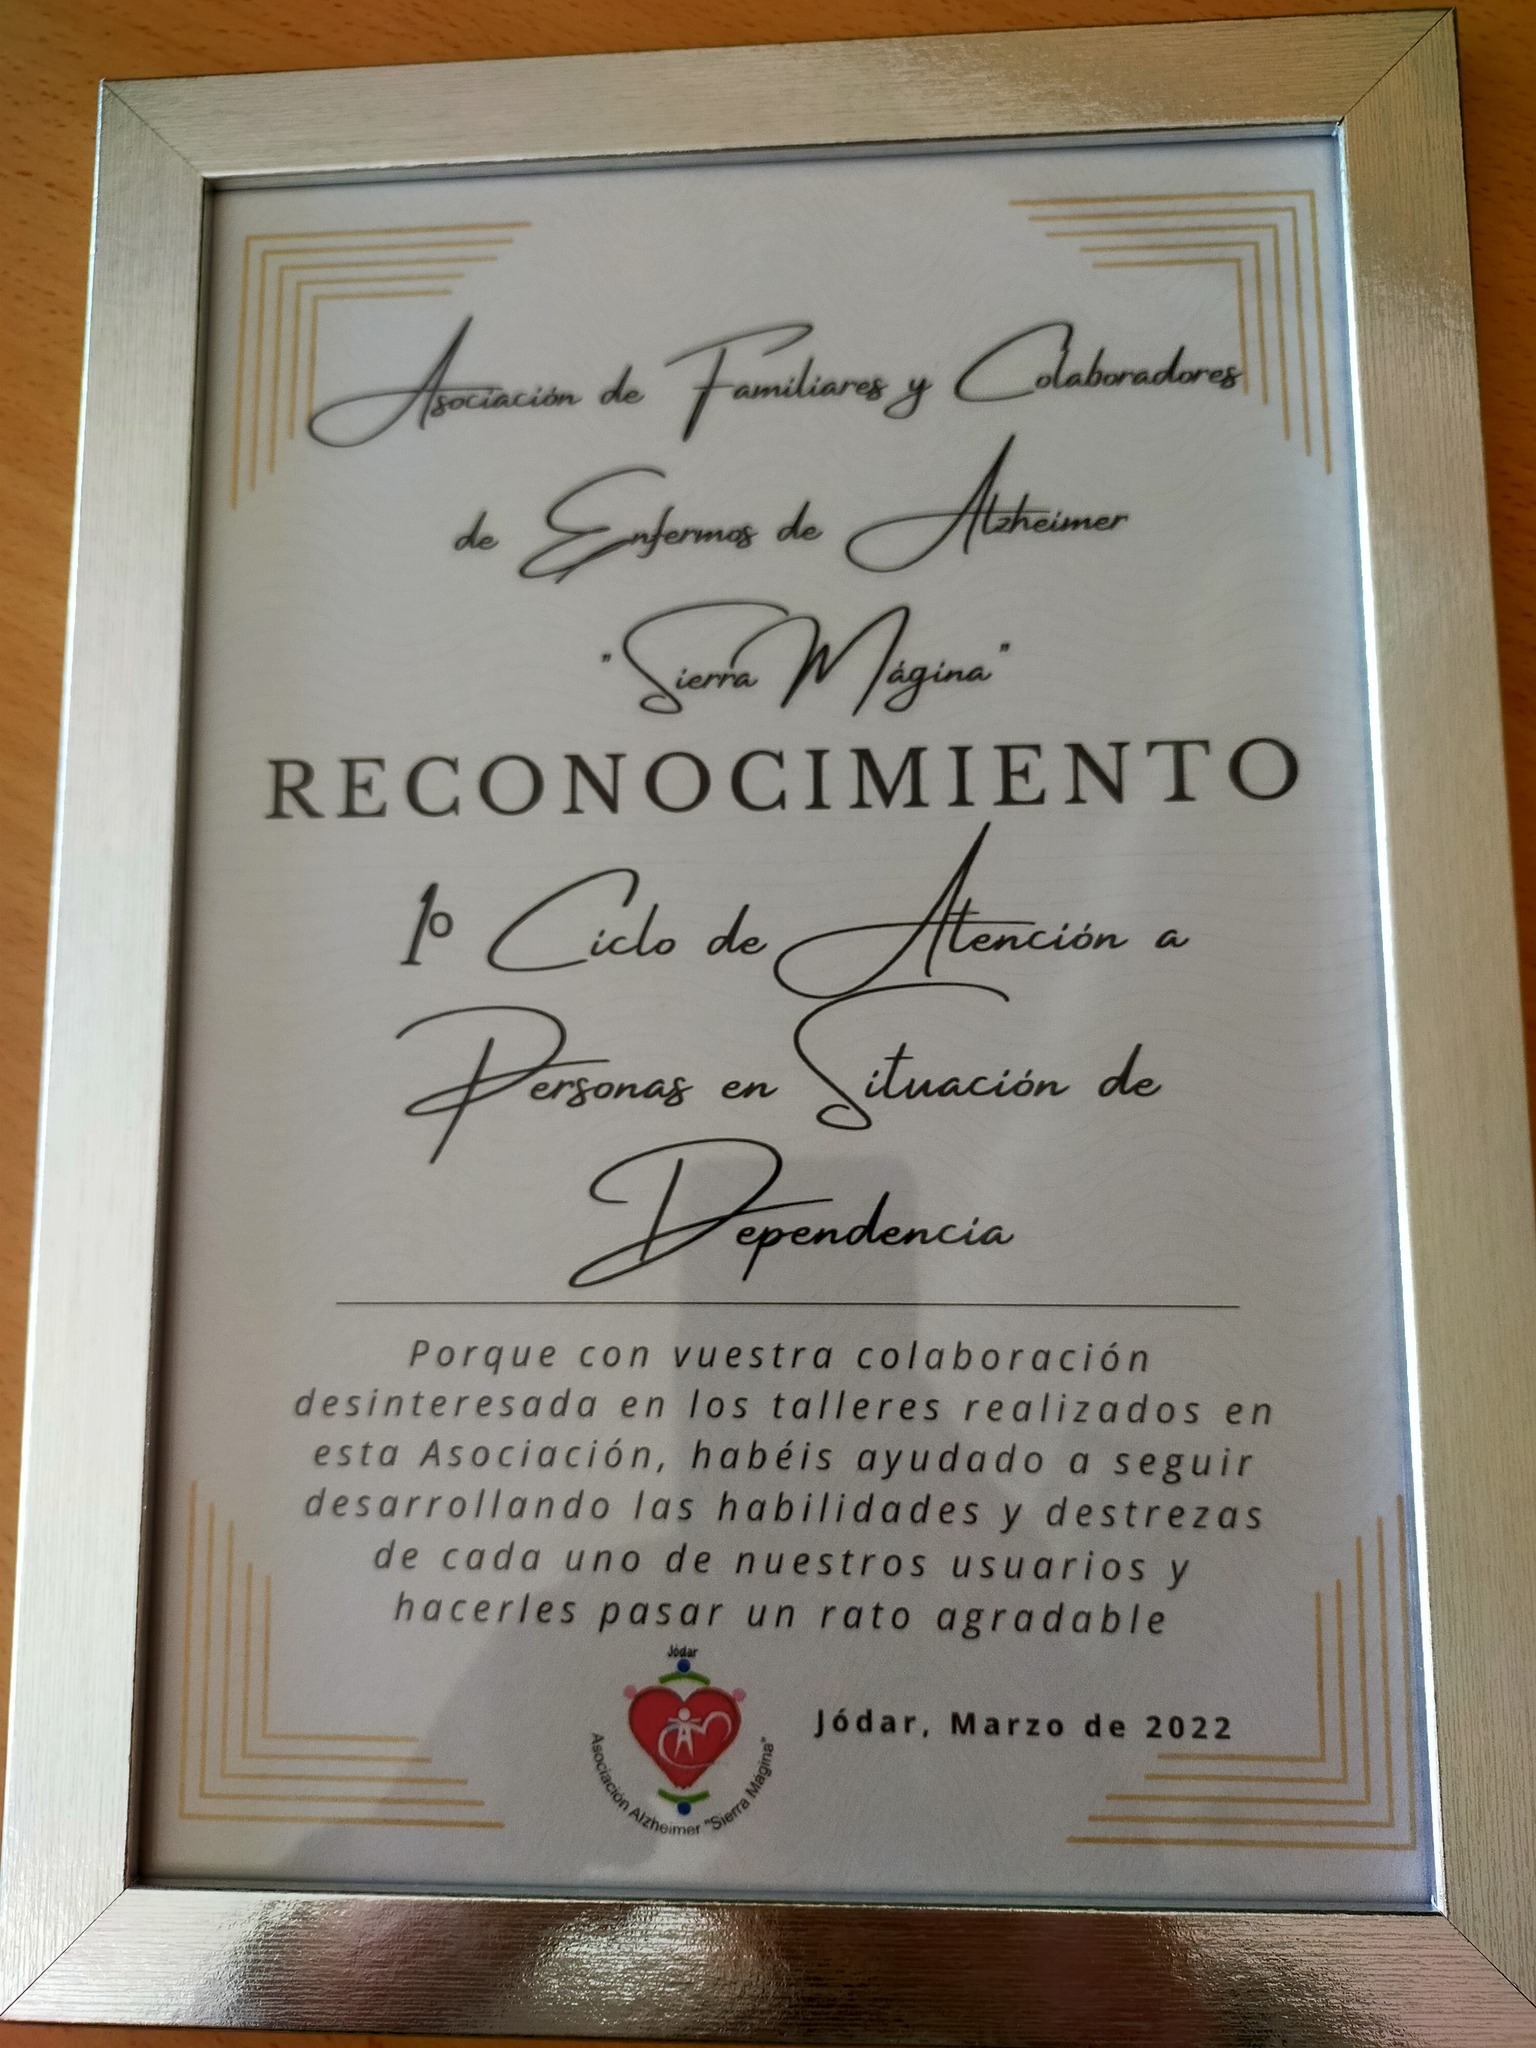 Asociación de Familiares y Colaboradores
de Enfermos de Alzheimer
"Sierra Mágina"
RECONOCIMIENTO
1º Ciclo de Atención a
Personas en Situación de
Dependencia
Porque con vuestra colaboración
desinteresada en los talleres realizados en
esta Asociación, habéis ayudado a seguir
desarrollando las habilidades y destrezas
de cada uno de nuestros usuarios y
hacerles pasar un rato agradable
Jódar
Asociación Alzheimer "Sierra Mágina"
Jódar, Marzo de 2022